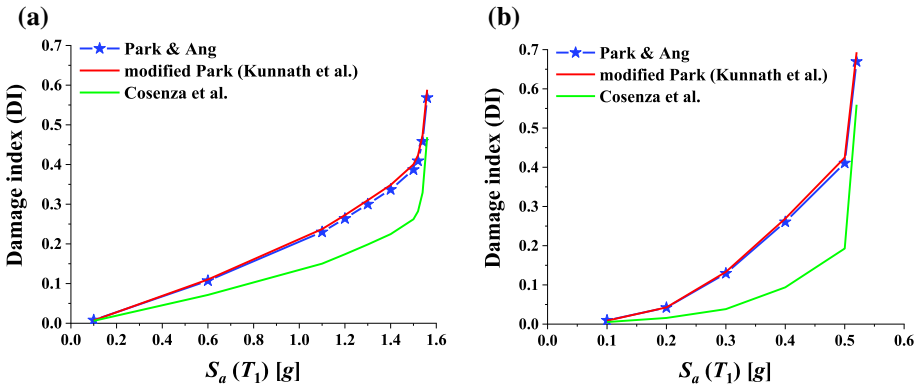 (a)
Park & Ang
modified Park (Kunnath et al.)
Cosenza et al.
Damage index (DI)
0.7
0.6
0.5
0.4
0.3
0.2
0.1
0.0
0.0 0.2 0.4 0.6 0.8 1.0 1.2 1.4 1.6
Sa (T1) [g]
(b)
Park & Ang
modified Park (Kunnath et al.)
Cosenza et al.
Damage index (DI)
0.7
0.6
0.5
0.4
0.3
0.2
0.1
0.0
0.0 0.1 0.2 0.3 0.4 0.5 0.6
Sa (T1) [g]